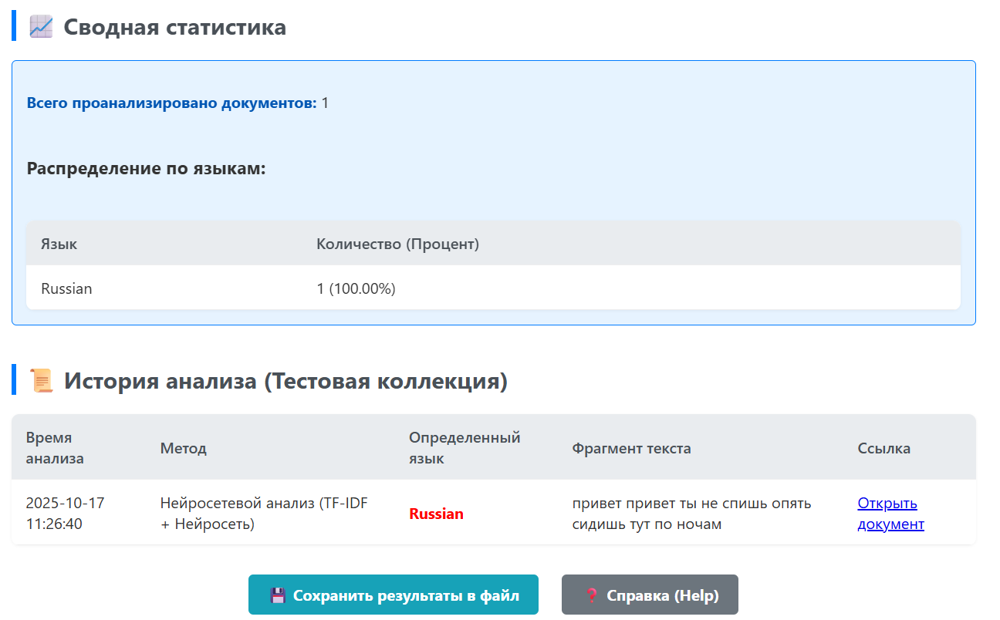 📈 Сводная статистика
Всего проанализировано документов: 1
Распределение по языкам:
Язык Количество (Процент)
Russian 1 (100.00%)
📜 История анализа (Тестовая коллекция)
Время анализа Метод Определенный язык Фрагмент текста Ссылка
2025-10-17 11:26:40 Нейросетевой анализ (TF-IDF + Нейросеть) Russian привет привет ты не спишь опять сидишь тут по ночам Открыть документ
💾 Сохранить результаты в файл ❓ Справка (Help)